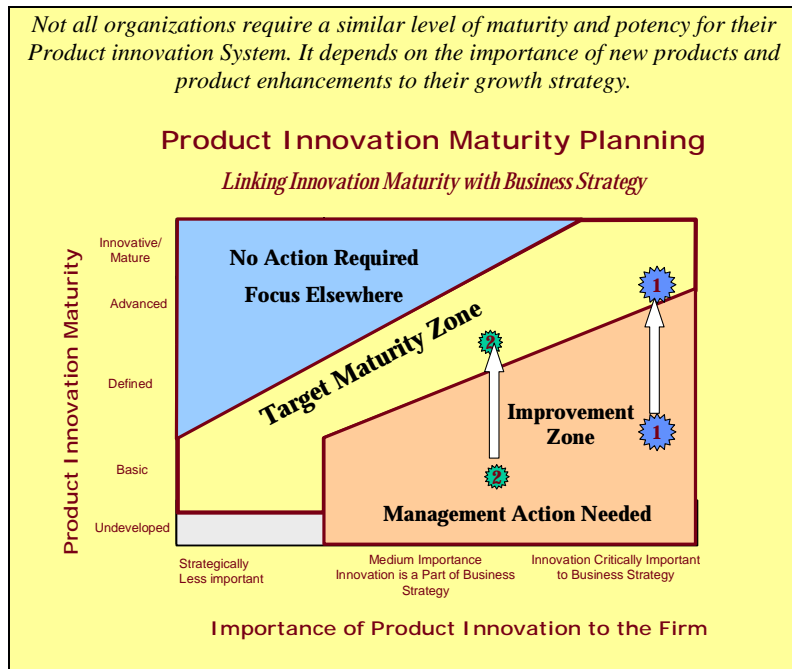 Not all organizations require a similar level of maturity and potency for their
Product innovation System. It depends on the importance of new products and
product enhancements to their growth strategy.
Product Innovation Maturity Planning
Linking Innovation Maturity with Business Strategy
Product Innovation Maturity
Innovative/
Mature
Advanced
Defined
Basic
Undeveloped
No Action Required
Focus Elsewhere
Target Maturity Zone
1
2
Improvement
Zone
1
2
Management Action Needed
Strategically
Less important
Medium Importance
Innovation is a Part of Business
Strategy
Innovation Critically Important
to Business Strategy
Importance of Product Innovation to the Firm